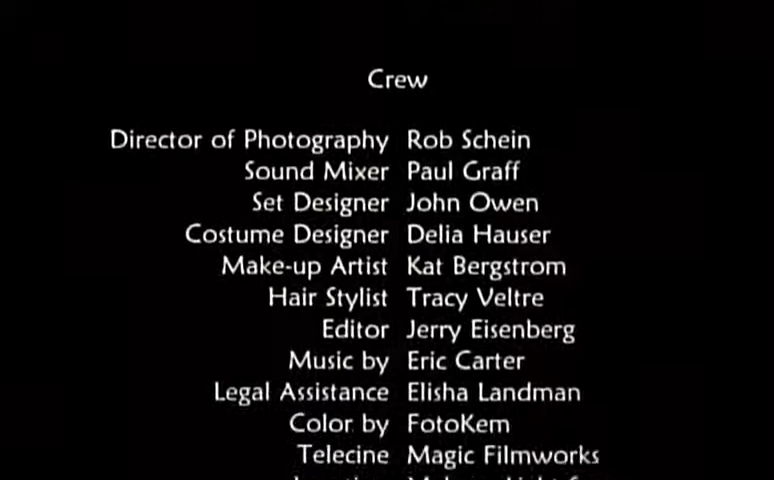 Crew
Director of Photography Rob Schein
Sound Mixer Paul Graff
Set Designer John Owen
Costume Designer Delia Hauser
Make-up Artist Kat Bergstrom
Hair Stylist Tracy Veltre
Editor Jerry Eisenberg
Music by Eric Carter
Legal Assistance Elisha Landman
Color by FotoKem
Telecine Magic Filmworks